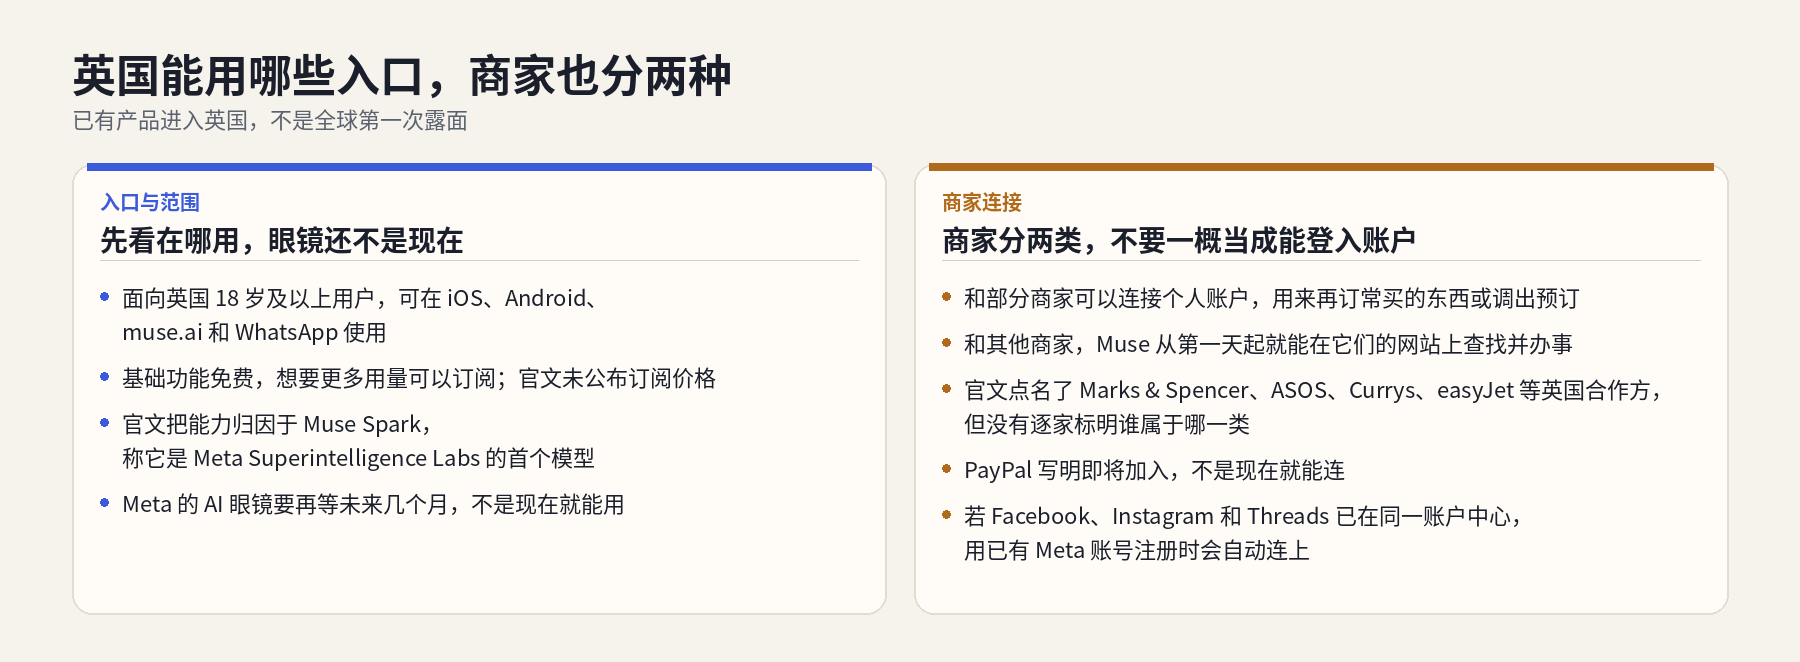 英国能用哪些入口，商家也分两种
已有产品进入英国，不是全球第一次露面
入口与范围
先看在哪用，眼镜还不是现在
面向英国 18 岁及以上用户，可在 iOS、Android、
muse.ai 和 WhatsApp 使用
基础功能免费，想要更多用量可以订阅；官文未公布订阅价格
官文把能力归因于 Muse Spark，
称它是 Meta Superintelligence Labs 的首个模型
Meta 的 AI 眼镜要再等未来几个月，不是现在就能用
商家连接
商家分两类，不要一概当成能登入账户
和部分商家可以连接个人账户，用来再订常买的东西或调出预订
和其他商家，Muse 从第一天起就能在它们的网站上查找并办事
官文点名了 Marks & Spencer、ASOS、Currys、easyJet 等英国合作方，
但没有逐家标明谁属于哪一类
PayPal 写明即将加入，不是现在就能连
若 Facebook、Instagram 和 Threads 已在同一账户中心，
用已有 Meta 账号注册时会自动连上